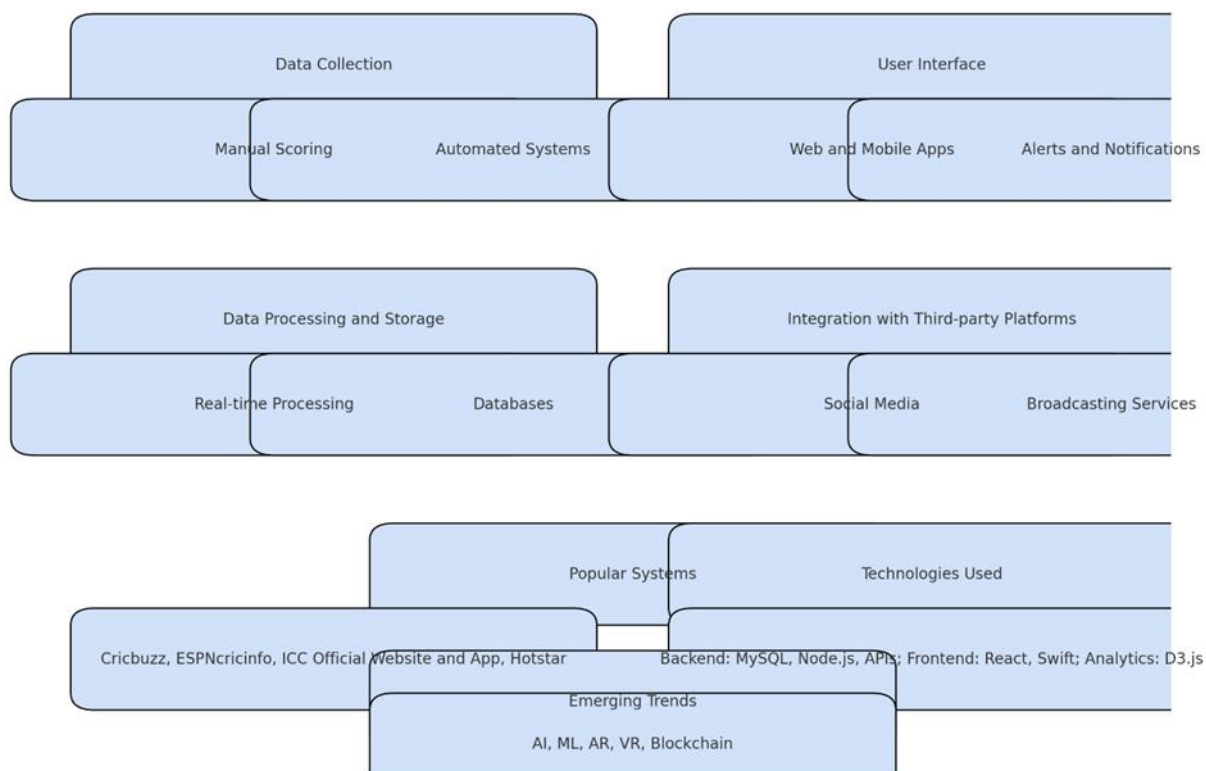 Data Collection
User Interface
Manual Scoring
Automated Systems
Web and Mobile Apps
Alerts and Notifications
Data Processing and Storage
Integration with Third-party Platforms
Real-time Processing
Databases
Social Media
Broadcasting Services
Popular Systems
Technologies Used
Cricbuzz, ESPNcricinfo, ICC Official Website and App, Hotstar
Backend: MySQL, Node.js, APIs; Frontend: React, Swift; Analytics: D3.js
Emerging Trends
AI, ML, AR, VR, Blockchain